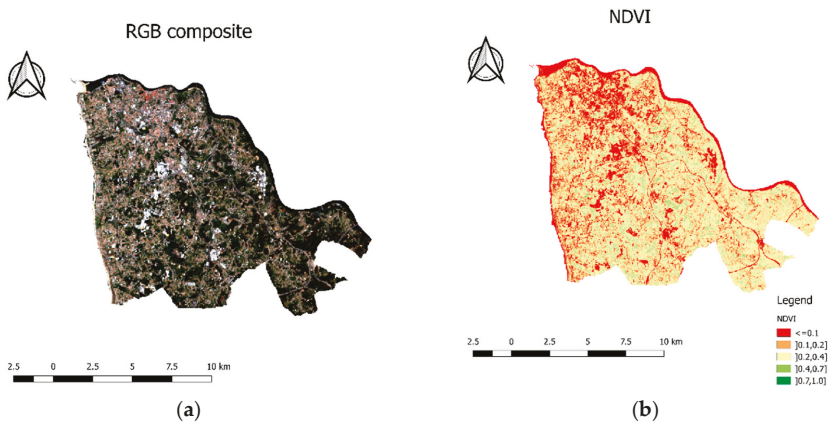 RGB composite
NDVI
Legend
NDVI
<=0.1
]0.1,0.2]
]0.2,0.4]
]0.4,0.7]
]0.7,1.0]
2.5 0 2.5 5 7.5 10 km
2.5 0 2.5 5 7.5 10 km
(a)
(b)